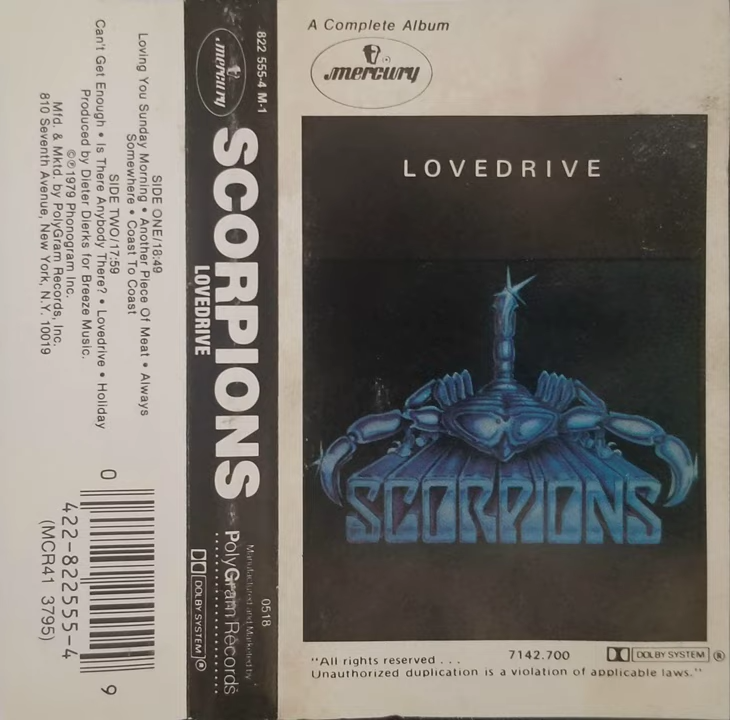 SIDE ONE/18:49
Loving You Sunday Morning • Another Piece Of Meat • Always
Somewhere • Coast To Coast
SIDE TWO/17:59
Can't Get Enough • Is There Anybody There? • Lovedrive • Holiday
Produced by Dieter Dierks for Breeze Music.
©℗1979 Phonogram Inc.
Mfd. & Mktd. by PolyGram Records, Inc.
810 Seventh Avenue, New York, N.Y. 10019
0 422-822555-4 9
(MCR41 3795)
822 555-4 M-1
mercury
SCORPIONS
LOVEDRIVE
0518
Manufactured and Marketed by
PolyGram Records
DOLBY SYSTEM®
A Complete Album
mercury
LOVEDRIVE
SCORPIONS
"All rights reserved . . . 7142.700 DOLBY SYSTEM ®
Unauthorized duplication is a violation of applicable laws."